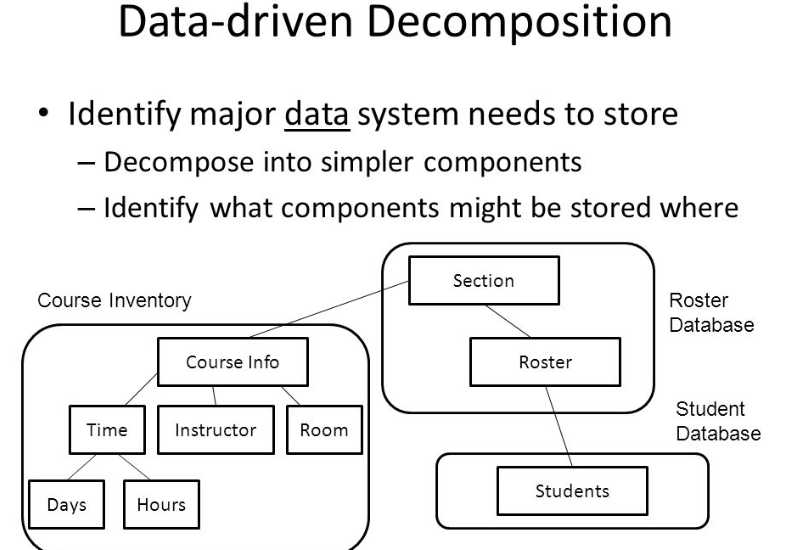 Data-driven Decomposition
• Identify major data system needs to store
– Decompose into simpler components
– Identify what components might be stored where
Section
Course Inventory
Roster
Database
Course Info
Roster
Student
Database
Time
Instructor
Room
Students
Days
Hours